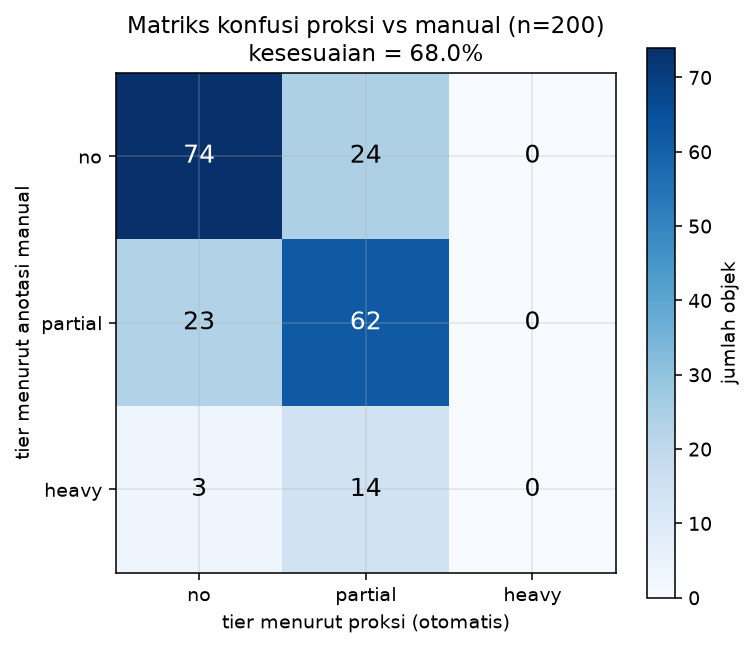 Matriks konfusi proksi vs manual (n=200)
kesesuaian = 68.0%
tier menurut anotasi manual
no
74
24
0
partial
23
62
0
heavy
3
14
0
no
partial
heavy
tier menurut proksi (otomatis)
70
60
50
40
30
20
10
0
jumlah objek